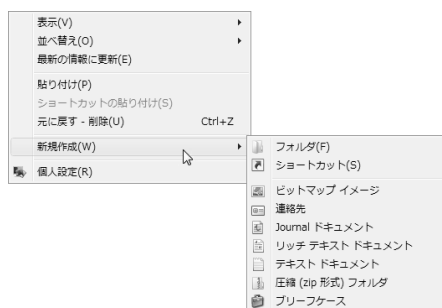 表示(V)
並べ替え(O)
最新の情報に更新(E)
貼り付け(P)
ショートカットの貼り付け(S)
元に戻す - 削除(U) Ctrl+Z
新規作成(W)
個人設定(R)
フォルダ(F)
ショートカット(S)
ビットマップ イメージ
連絡先
Journal ドキュメント
リッチ テキスト ドキュメント
テキスト ドキュメント
圧縮 (zip 形式) フォルダ
ブリーフケース